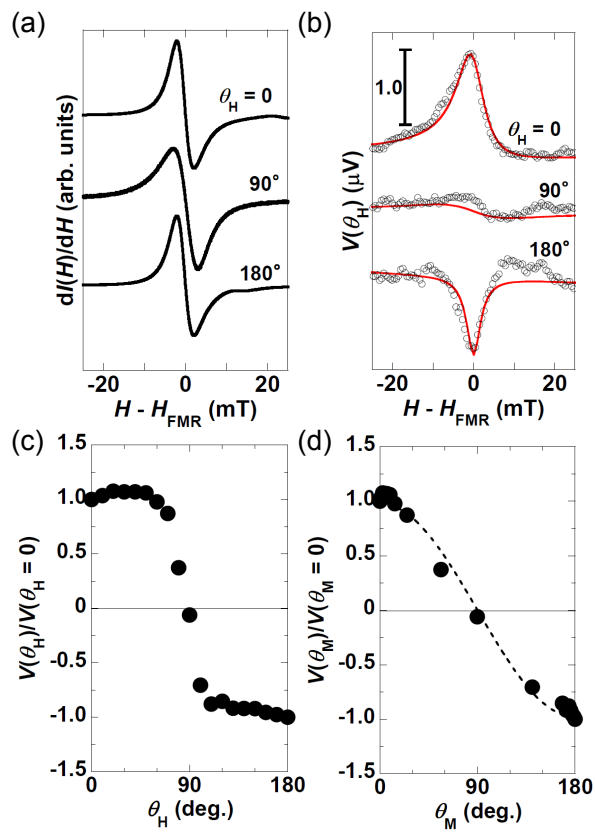 (a)
dI(H)/dH (arb. units)
θH = 0
90°
180°
-20
0
20
H - HFMR (mT)
(b)
V(θH) (μV)
1.0
θH = 0
90°
180°
-20
0
20
H - HFMR (mT)
(c)
V(θH)/V(θH = 0)
1.5
1.0
0.5
0
-0.5
-1.0
-1.5
0
90
180
θH (deg.)
(d)
V(θM)/V(θM = 0)
1.5
1.0
0.5
0
-0.5
-1.0
-1.5
0
90
180
θM (deg.)